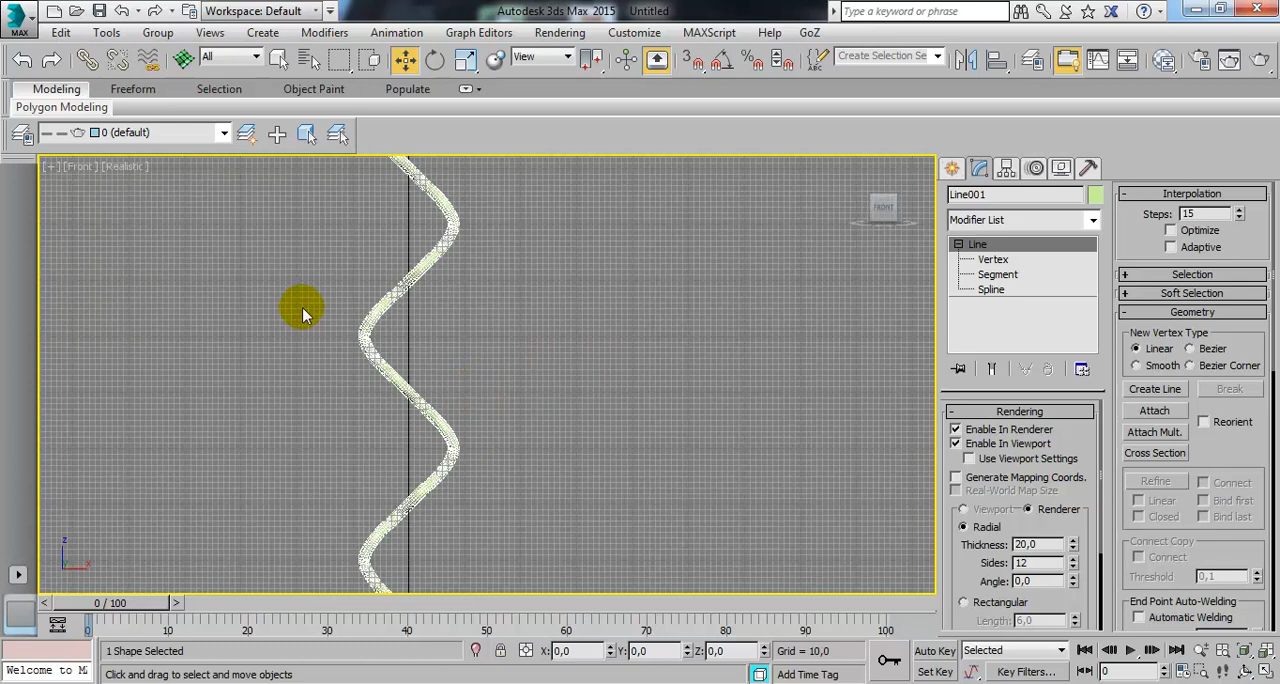 MAX
Workspace: Default
Autodesk 3ds Max 2015 Untitled
Type a keyword or phrase
Edit Tools Group Views Create Modifiers Animation Graph Editors Rendering Customize MAXScript Help GoZ
All
View
3
Create Selection Se
Modeling Freeform Selection Object Paint Populate
Polygon Modeling
0 (default)
[+] [Front] [Realistic]
FRONT
z
x
Line001
Modifier List
Line
Vertex
Segment
Spline
Rendering
Enable In Renderer
Enable In Viewport
Use Viewport Settings
Generate Mapping Coords.
Real-World Map Size
Viewport Renderer
Radial
Thickness: 20,0
Sides: 12
Angle: 0,0
Rectangular
Length: 6,0
Interpolation
Steps: 15
Optimize
Adaptive
Selection
Soft Selection
Geometry
New Vertex Type
Linear Bezier
Smooth Bezier Corner
Create Line Break
Attach Reorient
Attach Mult.
Cross Section
Refine Connect
Linear Bind first
Closed Bind last
Connect Copy
Connect
Threshold 0,1
End Point Auto-Welding
Automatic Welding
0 / 100
0 10 20 30 40 50 60 70 80 90 100
1 Shape Selected
X: 0,0 Y: 0,0 Z: 0,0 Grid = 10,0
Auto Key Selected
Welcome to M
Click and drag to select and move objects
Add Time Tag
Set Key Key Filters...
0